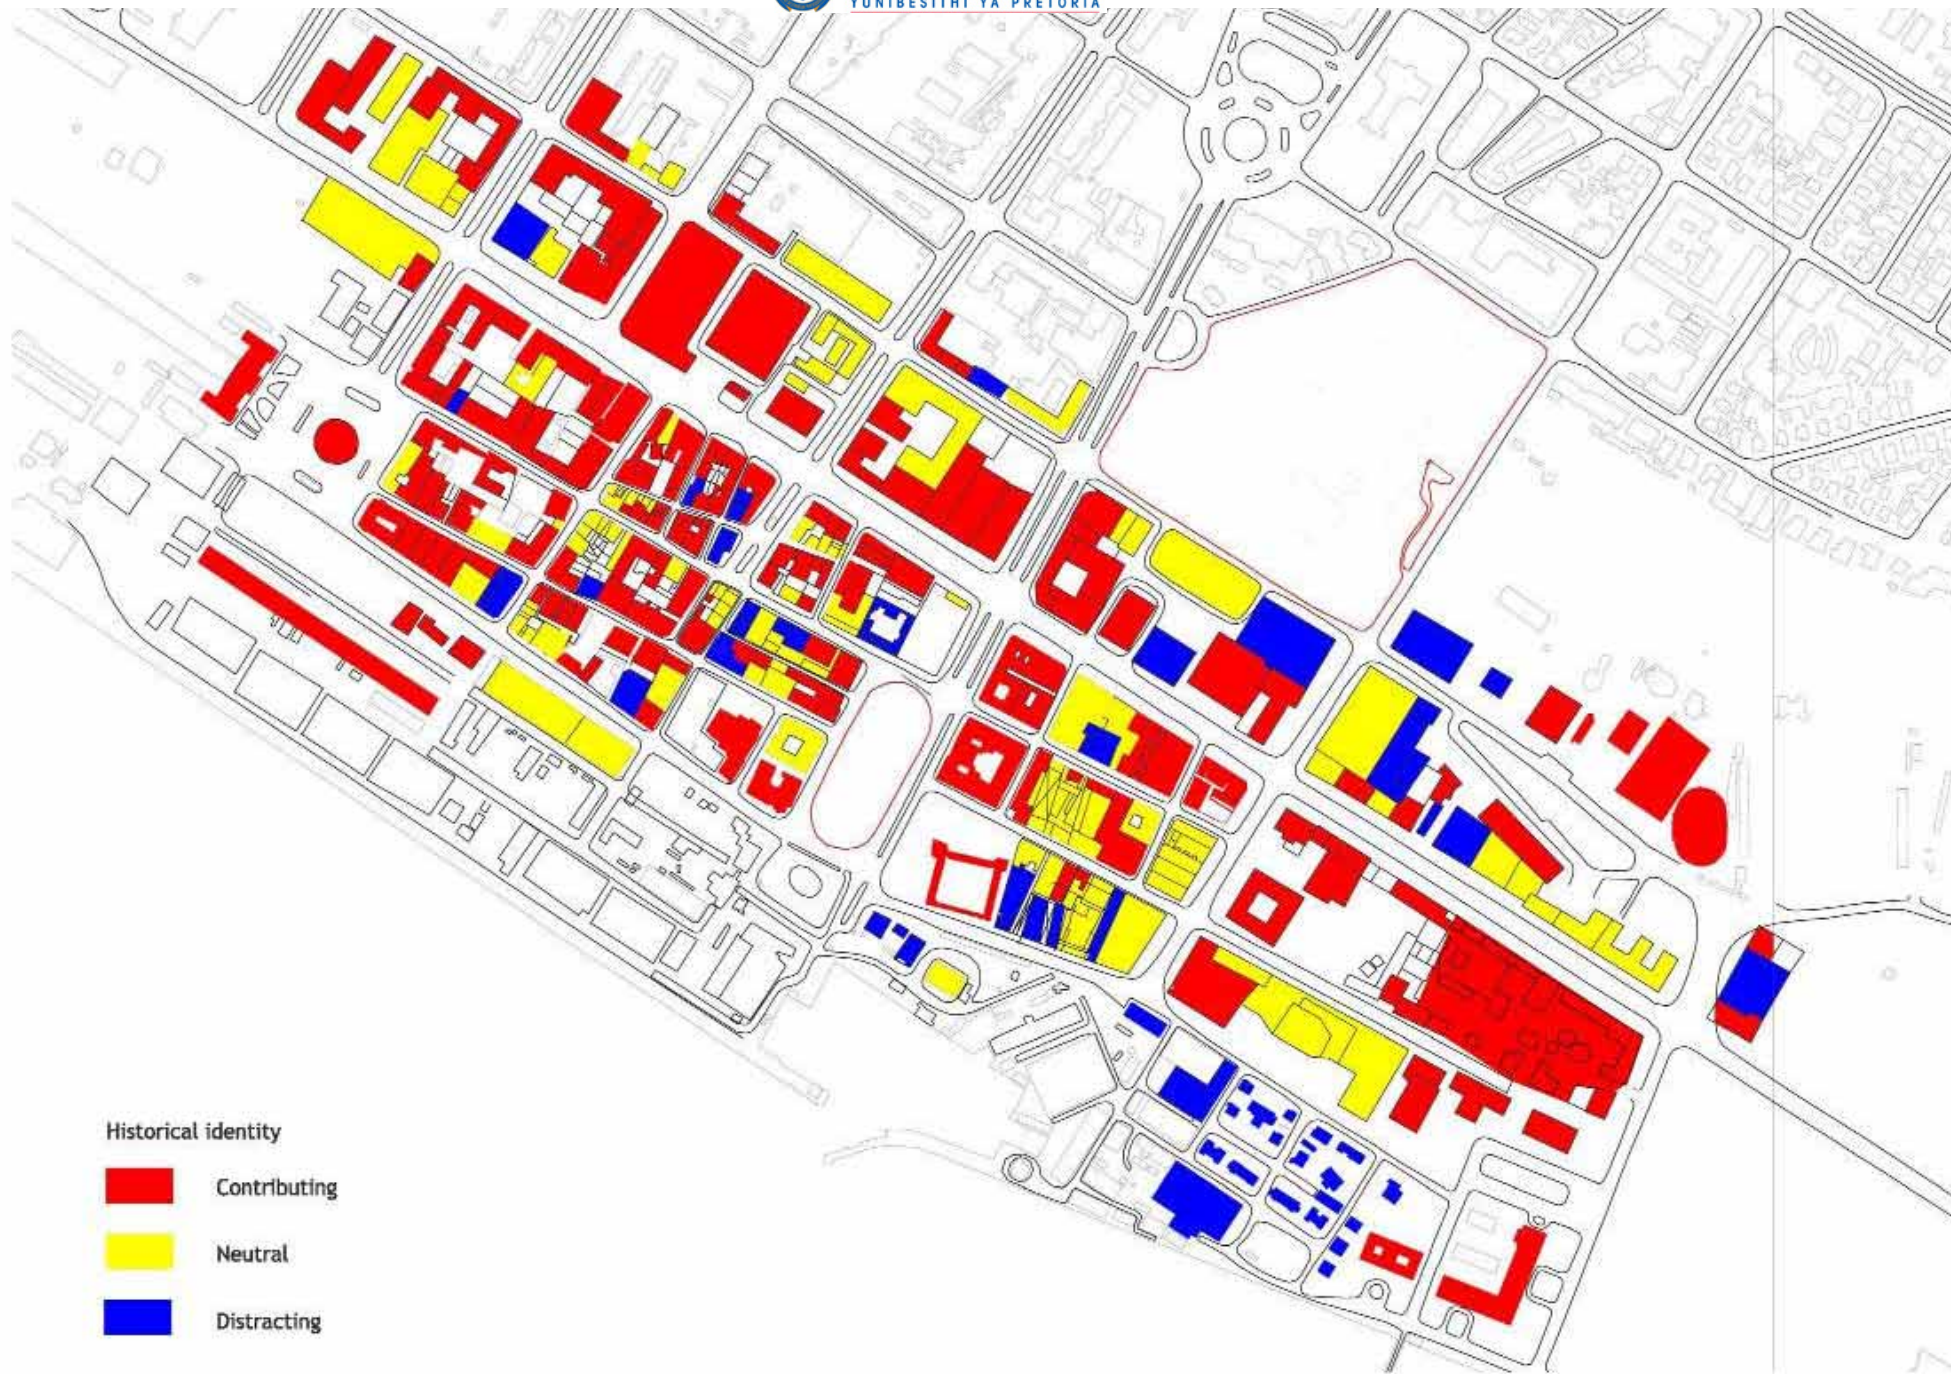 YUNIBESITHI YA PRETORIA
Historical identity
Contributing
Neutral
Distracting